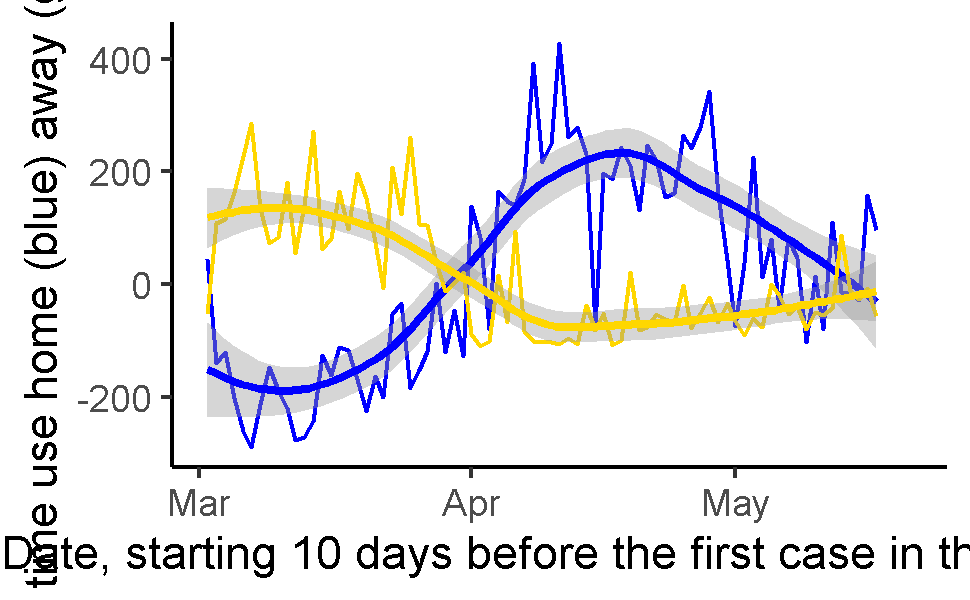 time use home (blue) away (
400
200
0
-200
Mar Apr May
Date, starting 10 days before the first case in th